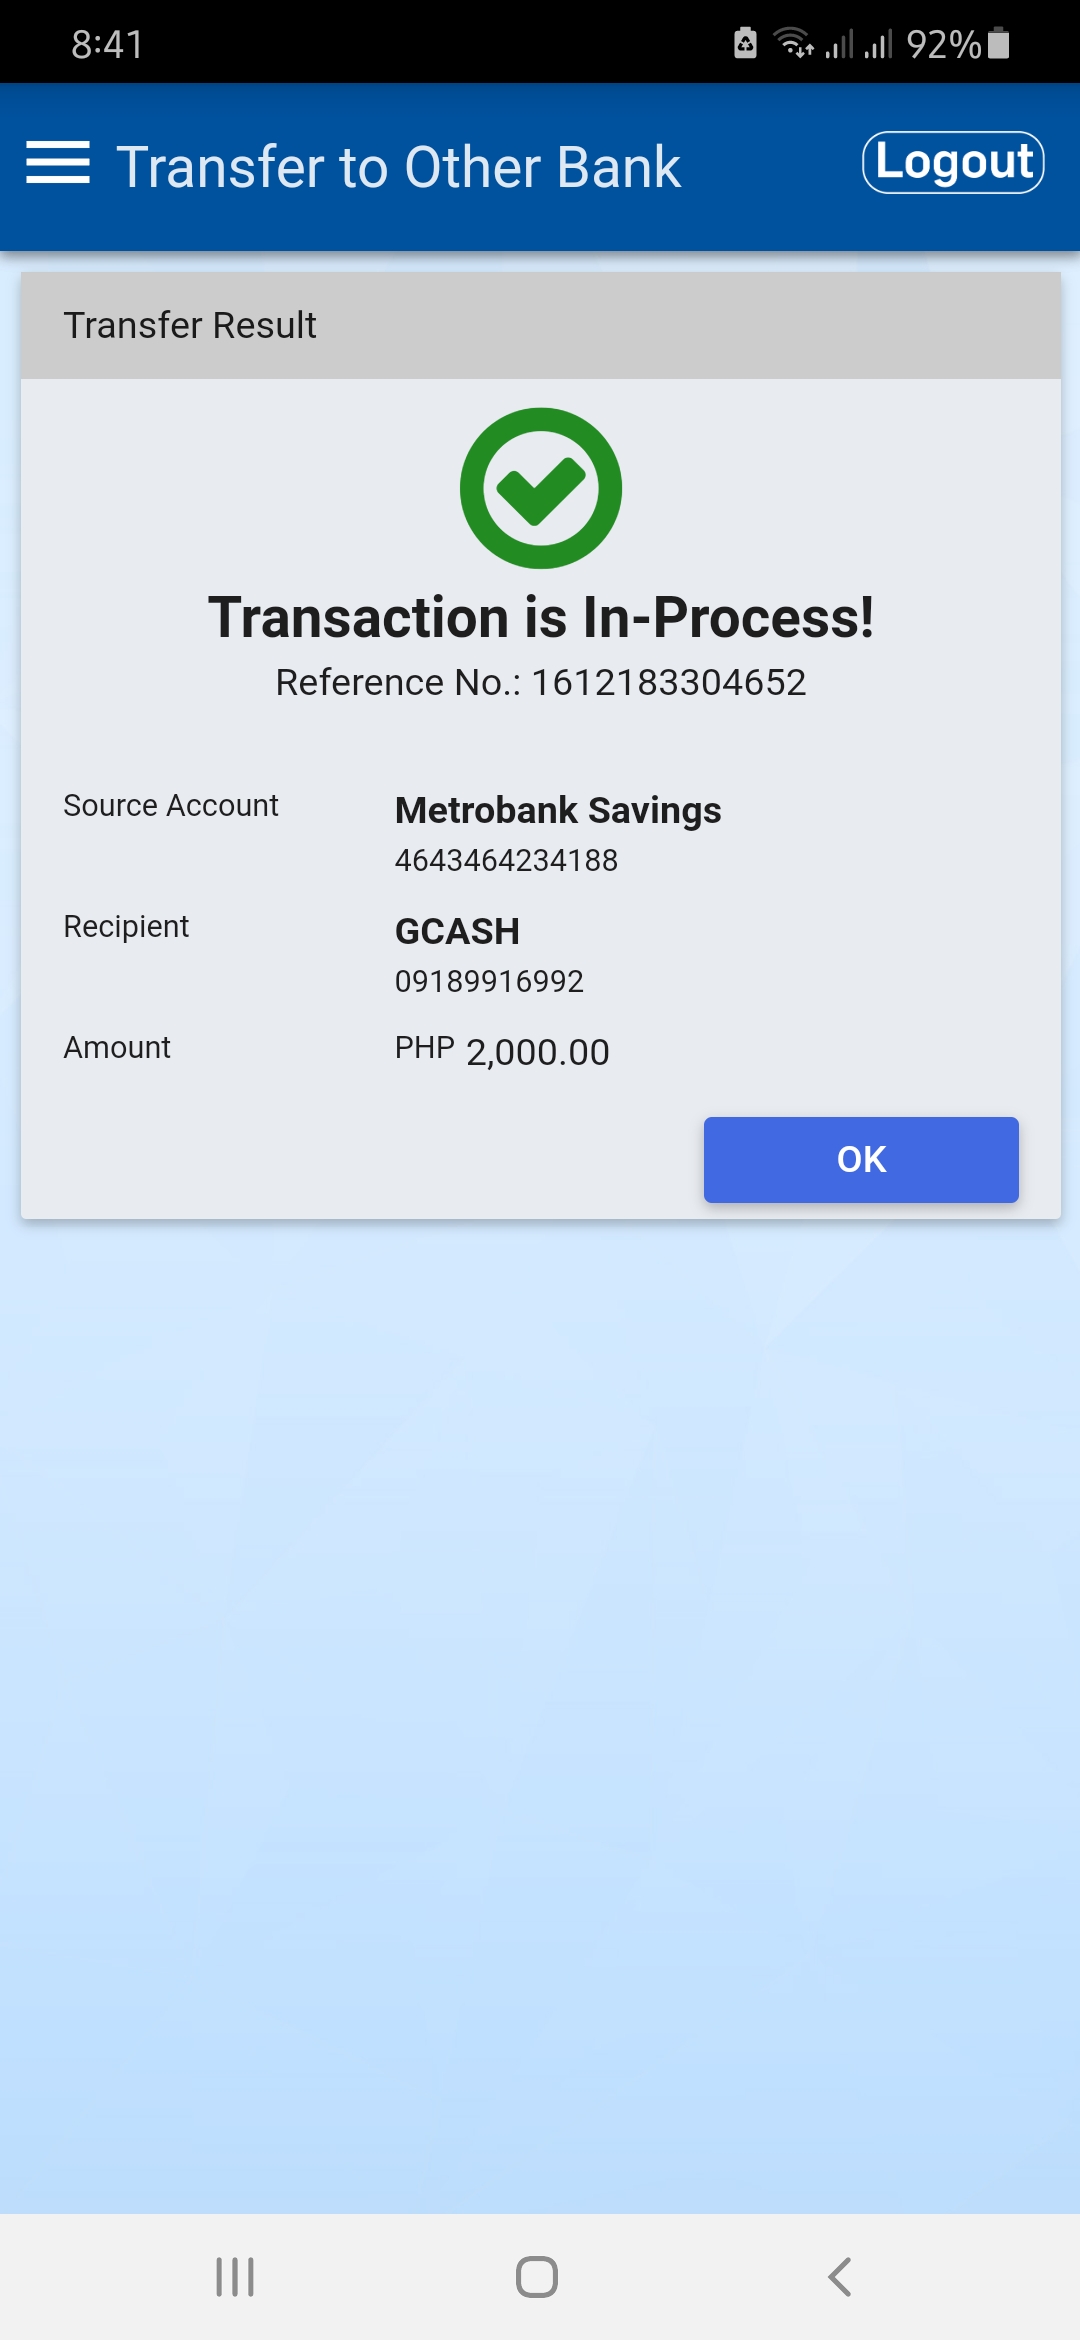 8:41 92%
Transfer to Other Bank Logout
Transfer Result
Transaction is In-Process!
Reference No.: 1612183304652
Source Account Metrobank Savings
4643464234188
Recipient GCASH
09189916992
Amount PHP 2,000.00
OK